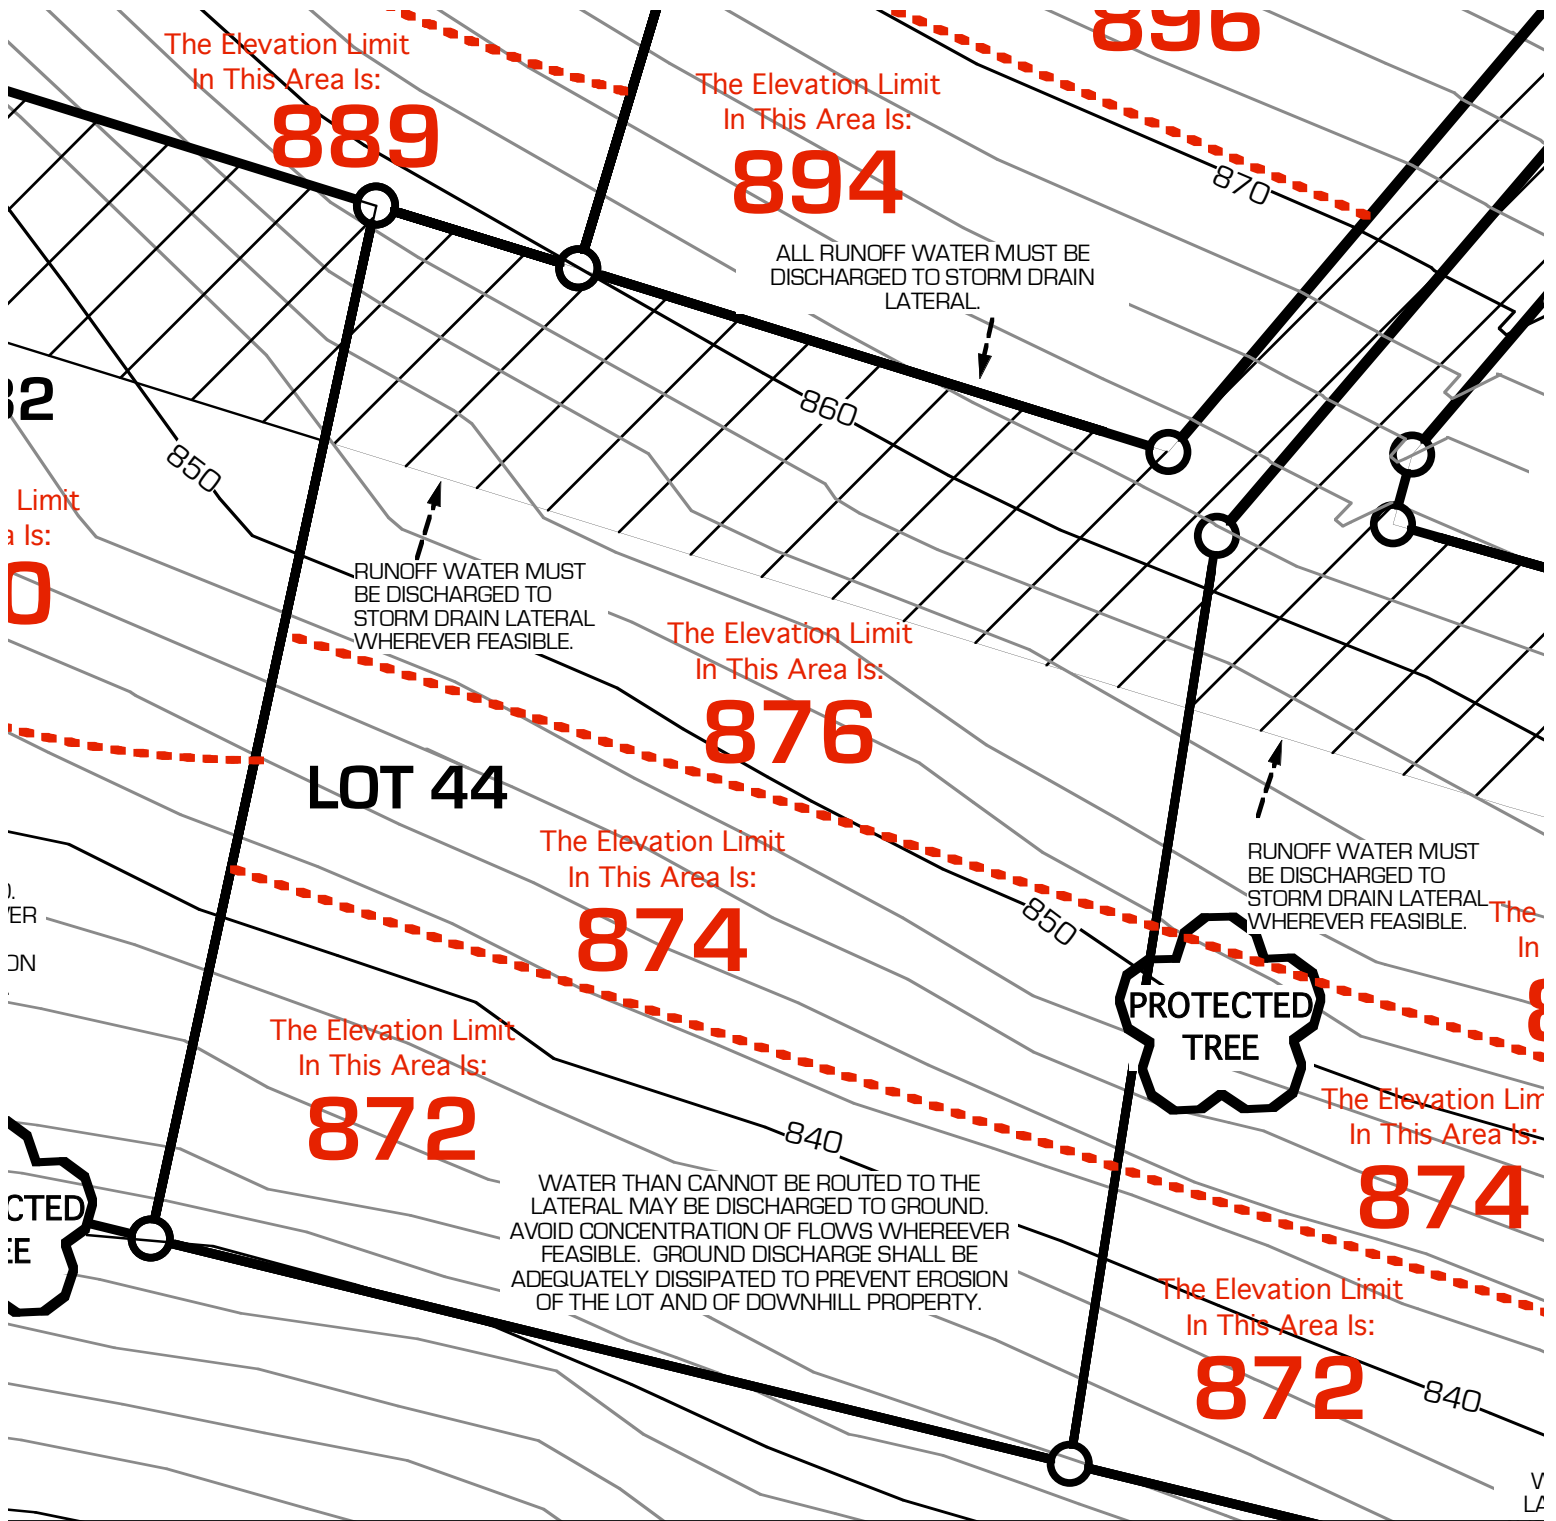 The Elevation Limit
In This Area Is:
889
896
The Elevation Limit
In This Area Is:
894
870
ALL RUNOFF WATER MUST BE
DISCHARGED TO STORM DRAIN
LATERAL.
860
850
Limit
Is:
RUNOFF WATER MUST
BE DISCHARGED TO
STORM DRAIN LATERAL
WHEREVER FEASIBLE.
The Elevation Limit
In This Area Is:
876
LOT 44
The Elevation Limit
In This Area Is:
874
850
RUNOFF WATER MUST
BE DISCHARGED TO
STORM DRAIN LATERAL
WHEREVER FEASIBLE.
The
In
PROTECTED
TREE
The Elevation Limit
In This Area Is:
872
840
WATER THAN CANNOT BE ROUTED TO THE
LATERAL MAY BE DISCHARGED TO GROUND.
AVOID CONCENTRATION OF FLOWS WHEREEVER
FEASIBLE. GROUND DISCHARGE SHALL BE
ADEQUATELY DISSIPATED TO PREVENT EROSION
OF THE LOT AND OF DOWNHILL PROPERTY.
The Elevation Lim
In This Area Is:
874
The Elevation Limit
In This Area Is:
872
840